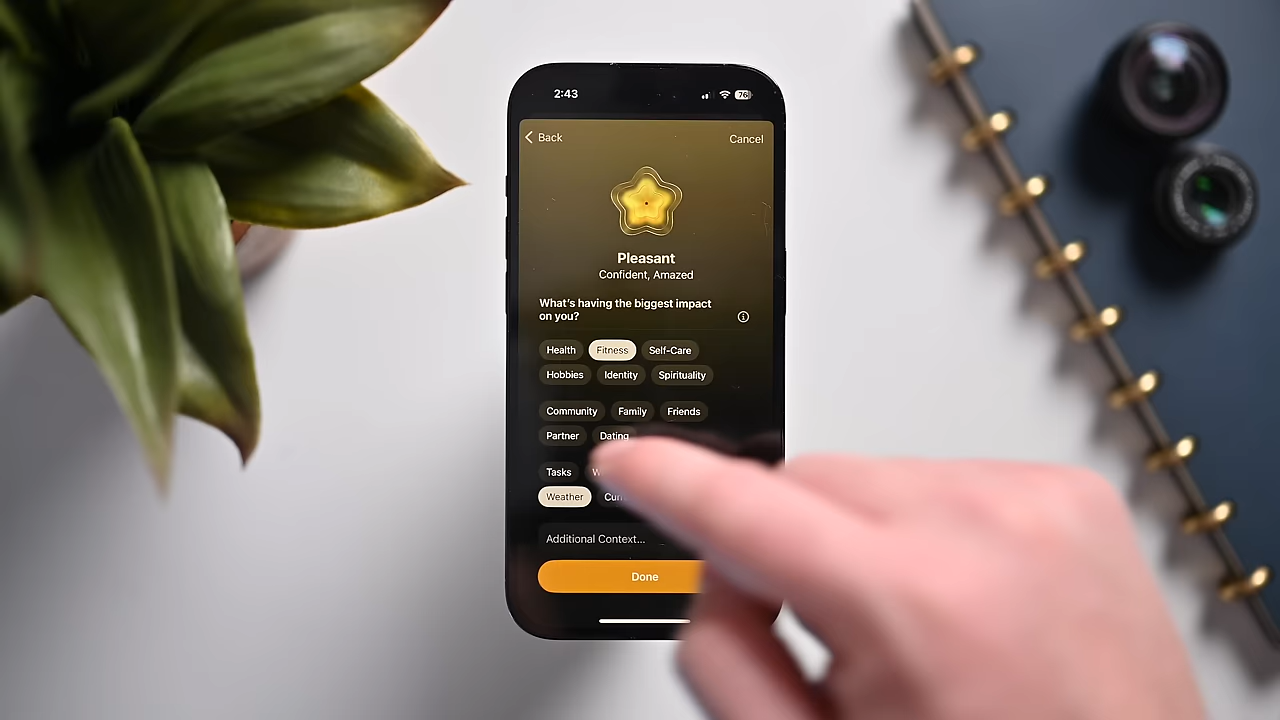 2:43 76
Back Cancel
Pleasant
Confident, Amazed
What's having the biggest impact
on you?
Health Fitness Self-Care
Hobbies Identity Spirituality
Community Family Friends
Partner Dating
Tasks
Weather
Additional Context...
Done